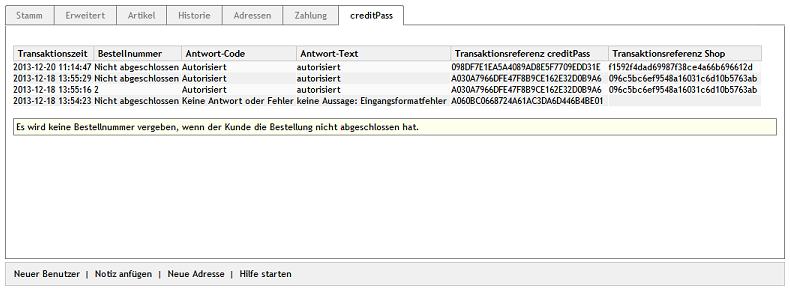 Stamm Erweitert Artikel Historie Adressen Zahlung creditPass
Transaktionszeit Bestellnummer Antwort-Code Antwort-Text Transaktionsreferenz creditPass Transaktionsreferenz Shop
2013-12-20 11:14:47 Nicht abgeschlossen Autorisiert autorisiert 098DF7E1EA5A4089AD8E5F7709EDD31E f1592f4dad69987f38ce4a66b696612d
2013-12-18 13:55:29 Nicht abgeschlossen Autorisiert autorisiert A030A7966DFE47F8B9CE162E32D0B9A6 096c5bc6ef9548a16031c6d10b5763ab
2013-12-18 13:55:16 2 Autorisiert autorisiert A030A7966DFE47F8B9CE162E32D0B9A6 096c5bc6ef9548a16031c6d10b5763ab
2013-12-18 13:54:23 Nicht abgeschlossen Keine Antwort oder Fehler keine Aussage: Eingangsformatfehler A060BC0668724A61AC3DA6D446B4BE01
Es wird keine Bestellnummer vergeben, wenn der Kunde die Bestellung nicht abgeschlossen hat.
Neuer Benutzer | Notiz anfügen | Neue Adresse | Hilfe starten